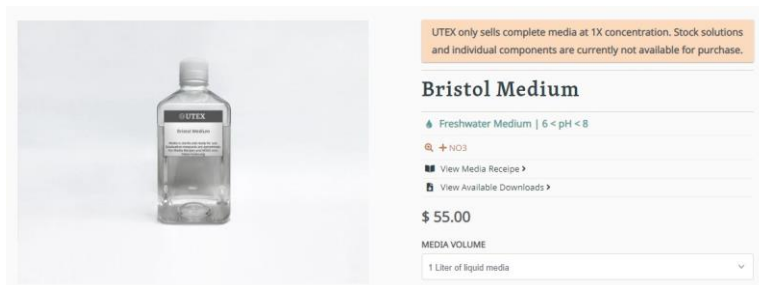 UTEX only sells complete media at 1X concentration. Stock solutions
and individual components are currently not available for purchase.
UTEX
Bristol Medium
Bristol Medium
Freshwater Medium | 6 < pH < 8
+ NO3
View Media Receipe >
View Available Downloads >
$ 55.00
MEDIA VOLUME
1 Liter of liquid media